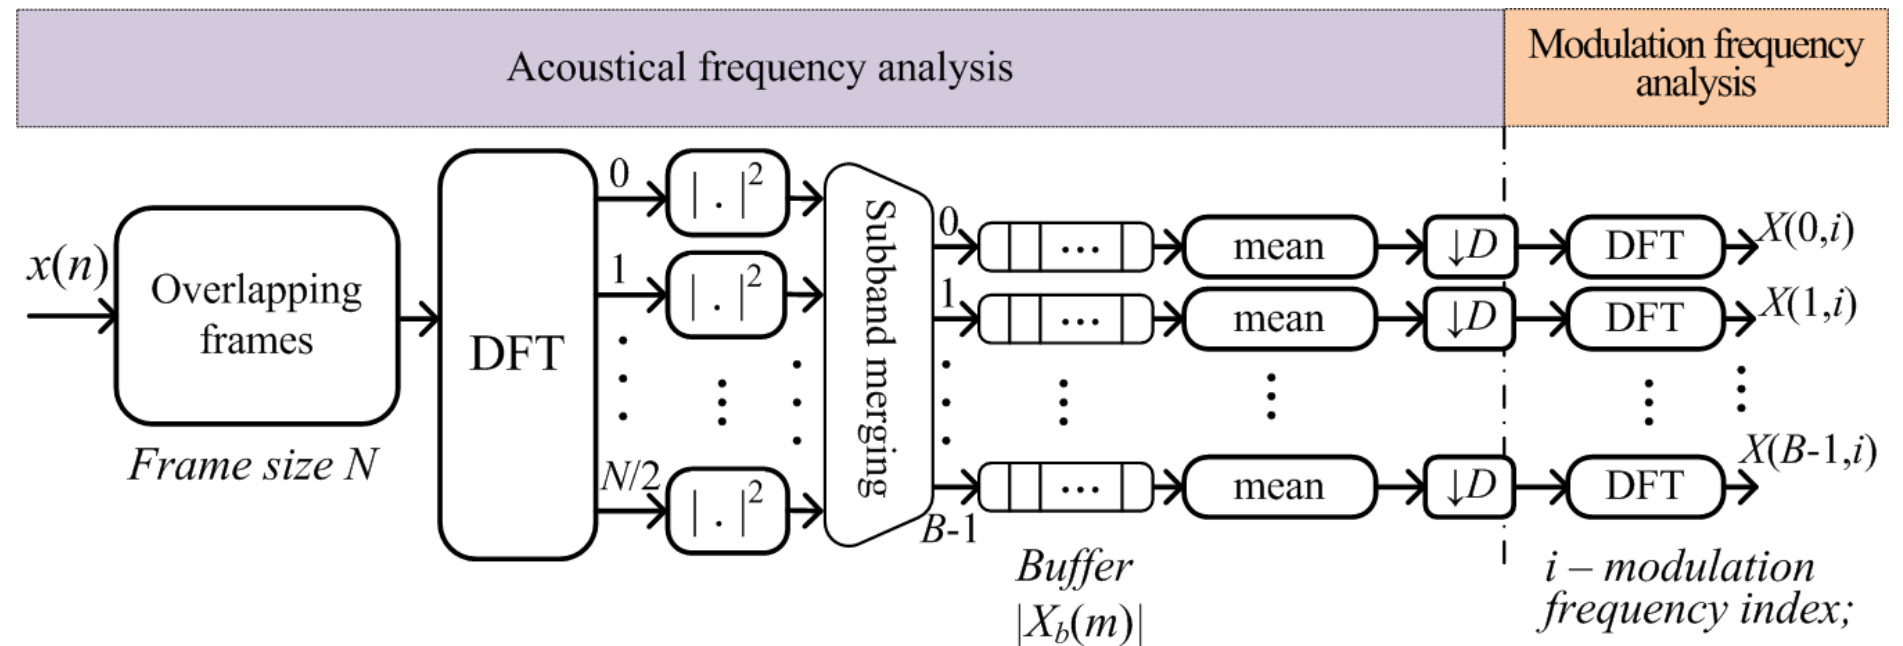 Acoustical frequency analysis
Modulation frequency
analysis
x(n)
Overlapping
frames
Frame size N
DFT
0
1
N/2
| . |²
| . |²
| . |²
Subband merging
0
1
B-1
...
...
...
Buffer
|X_b(m)|
mean
mean
mean
↓D
↓D
↓D
DFT
DFT
DFT
X(0,i)
X(1,i)
X(B-1,i)
i – modulation
frequency index;